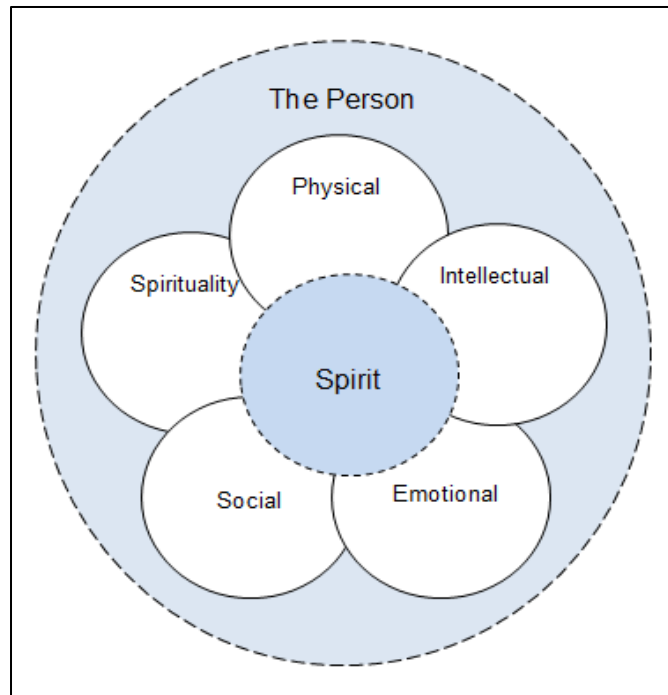 The Person
Physical
Intellectual
Spirituality
Spirit
Emotional
Social